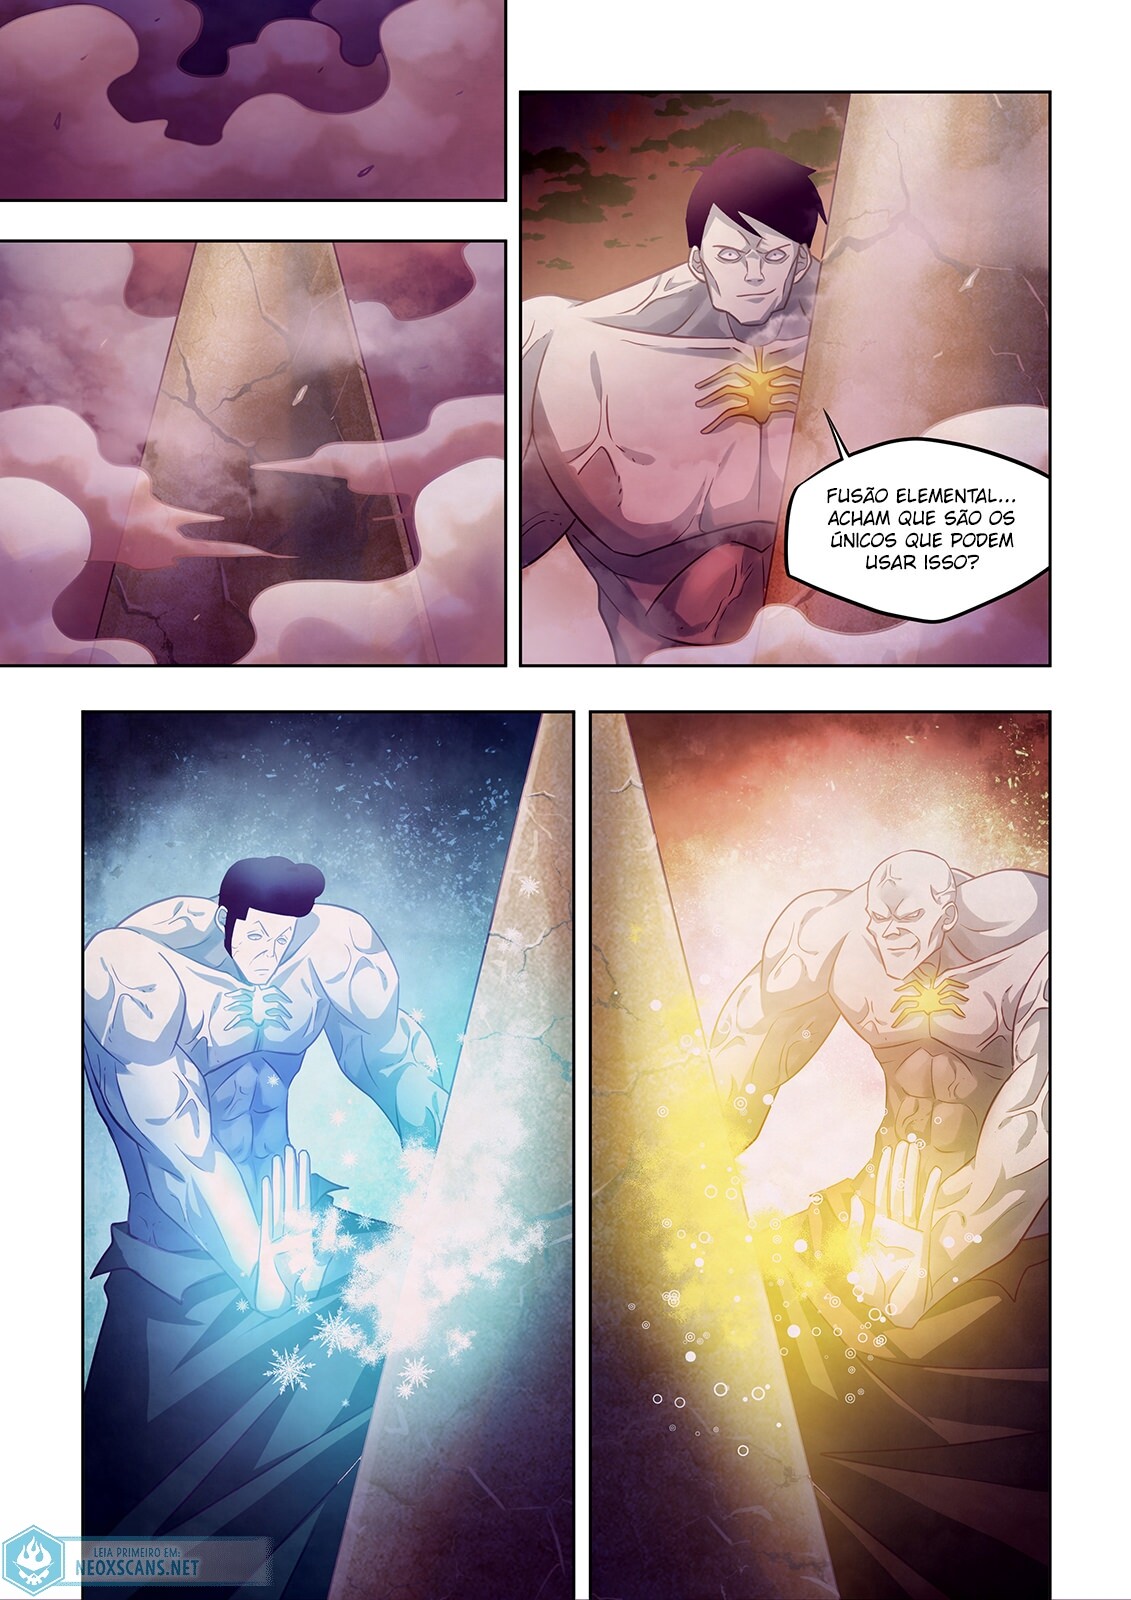 FUSÃO ELEMENTAL...
ACHAM QUE SÃO OS
ÚNICOS QUE PODEM
USAR ISSO?
LEIA PRIMEIRO EM:
NEOXSCANS.NET